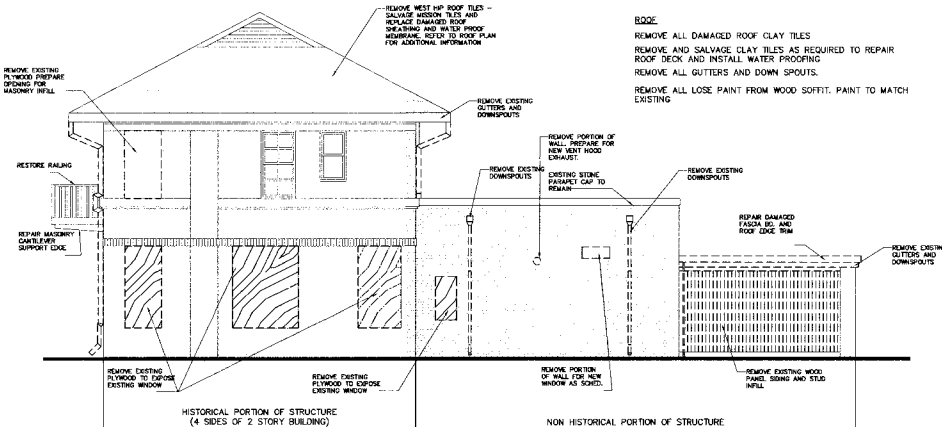 REMOVE WEST HIP ROOF TILES -
SALVAGE MISSION TILES AND
REPLACE DAMAGED ROOF
SHEATHING AND WATER PROOF
MEMBRANE. REFER TO ROOF PLAN
FOR ADDITIONAL INFORMATION
ROOF
REMOVE ALL DAMAGED ROOF CLAY TILES
REMOVE AND SALVAGE CLAY TILES AS REQUIRED TO REPAIR
ROOF DECK AND INSTALL WATER PROOFING
REMOVE ALL GUTTERS AND DOWN SPOUTS.
REMOVE ALL LOSE PAINT FROM WOOD SOFFIT. PAINT TO MATCH
EXISTING
REMOVE EXISTING
PLYWOOD PREPARE
OPENING FOR
MASONRY INFILL
REMOVE EXISTING
GUTTERS AND
DOWNSPOUTS
RESTORE RAILING
REPAIR MASONRY
CANTILEVER
SUPPORT EDGE
REMOVE EXISTING
DOWNSPOUTS
REMOVE PORTION OF
WALL. PREPARE FOR
NEW VENT HOOD
EXHAUST.
EXISTING STONE
PARAPET CAP TO
REMAIN
REMOVE EXISTING
DOWNSPOUTS
REPAIR DAMAGED
FASCIA BD. AND
ROOF EDGE TRIM
REMOVE EXISTING
GUTTERS AND
DOWNSPOUTS
REMOVE EXISTING
PLYWOOD TO EXPOSE
EXISTING WINDOW
REMOVE EXISTING
PLYWOOD TO EXPOSE
EXISTING WINDOW
REMOVE PORTION
OF WALL FOR NEW
WINDOW AS SCHED.
REMOVE EXISTING WOOD
PANEL SIDING AND STUD
INFILL
HISTORICAL PORTION OF STRUCTURE
(4 SIDES OF 2 STORY BUILDING)
NON HISTORICAL PORTION OF STRUCTURE